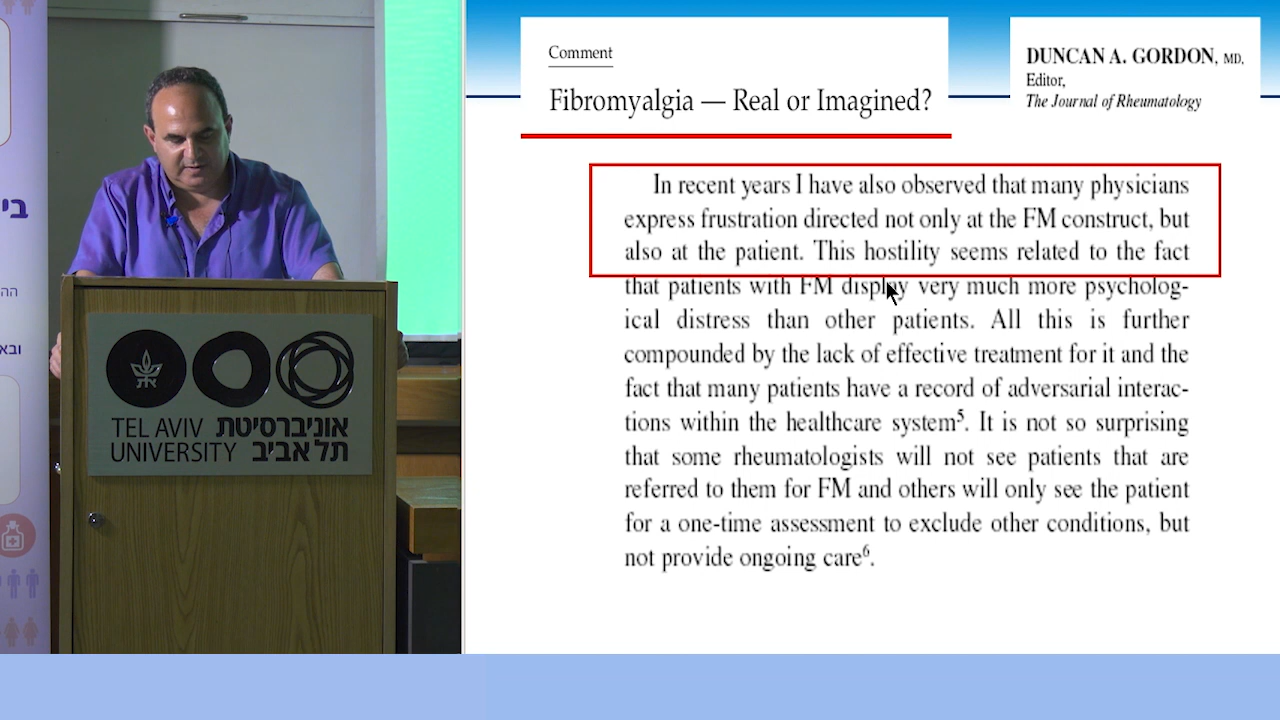 Comment
Fibromyalgia — Real or Imagined?
DUNCAN A. GORDON, MD,
Editor,
The Journal of Rheumatology
In recent years I have also observed that many physicians
express frustration directed not only at the FM construct, but
also at the patient. This hostility seems related to the fact
that patients with FM display very much more psycholog-
ical distress than other patients. All this is further
compounded by the lack of effective treatment for it and the
fact that many patients have a record of adversarial interac-
tions within the healthcare system5. It is not so surprising
that some rheumatologists will not see patients that are
referred to them for FM and others will only see the patient
for a one-time assessment to exclude other conditions, but
not provide ongoing care6.
בי
הה
ובא
TEL AVIV אוניברסיטת
UNIVERSITY תל אביב